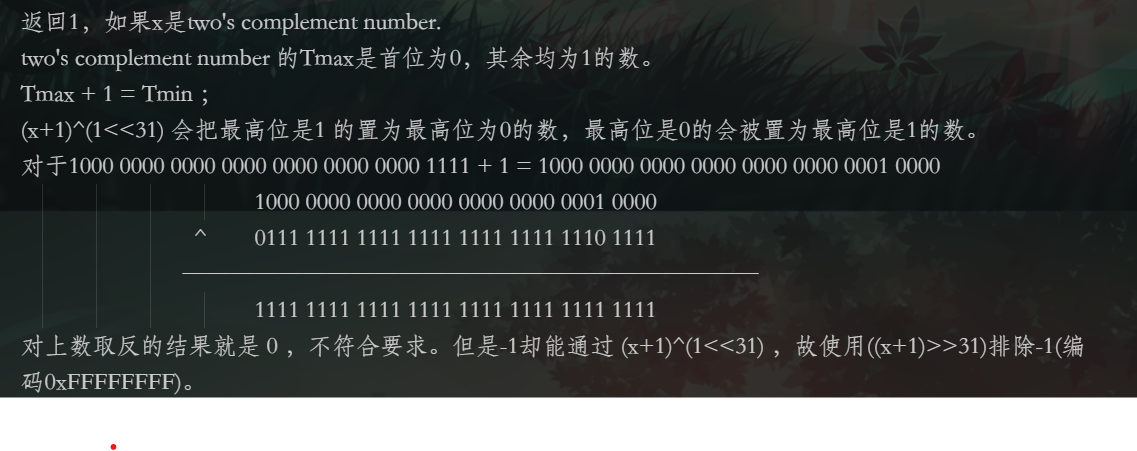 返回1，如果x是two's complement number.
two's complement number 的Tmax是首位为0，其余均为1的数。
Tmax + 1 = Tmin；
(x+1)^(1<<31) 会把最高位是1 的置为最高位为0的数，最高位是0的会被置为最高位是1的数。
对于1000 0000 0000 0000 0000 0000 0000 1111 + 1 = 1000 0000 0000 0000 0000 0000 0001 0000
1000 0000 0000 0000 0000 0000 0001 0000
^ 0111 1111 1111 1111 1111 1111 1110 1111
1111 1111 1111 1111 1111 1111 1111 1111
对上数取反的结果就是 0 ，不符合要求。但是-1却能通过 (x+1)^(1<<31) ，故使用((x+1)>>31)排除-1(编
码0xFFFFFFFF)。